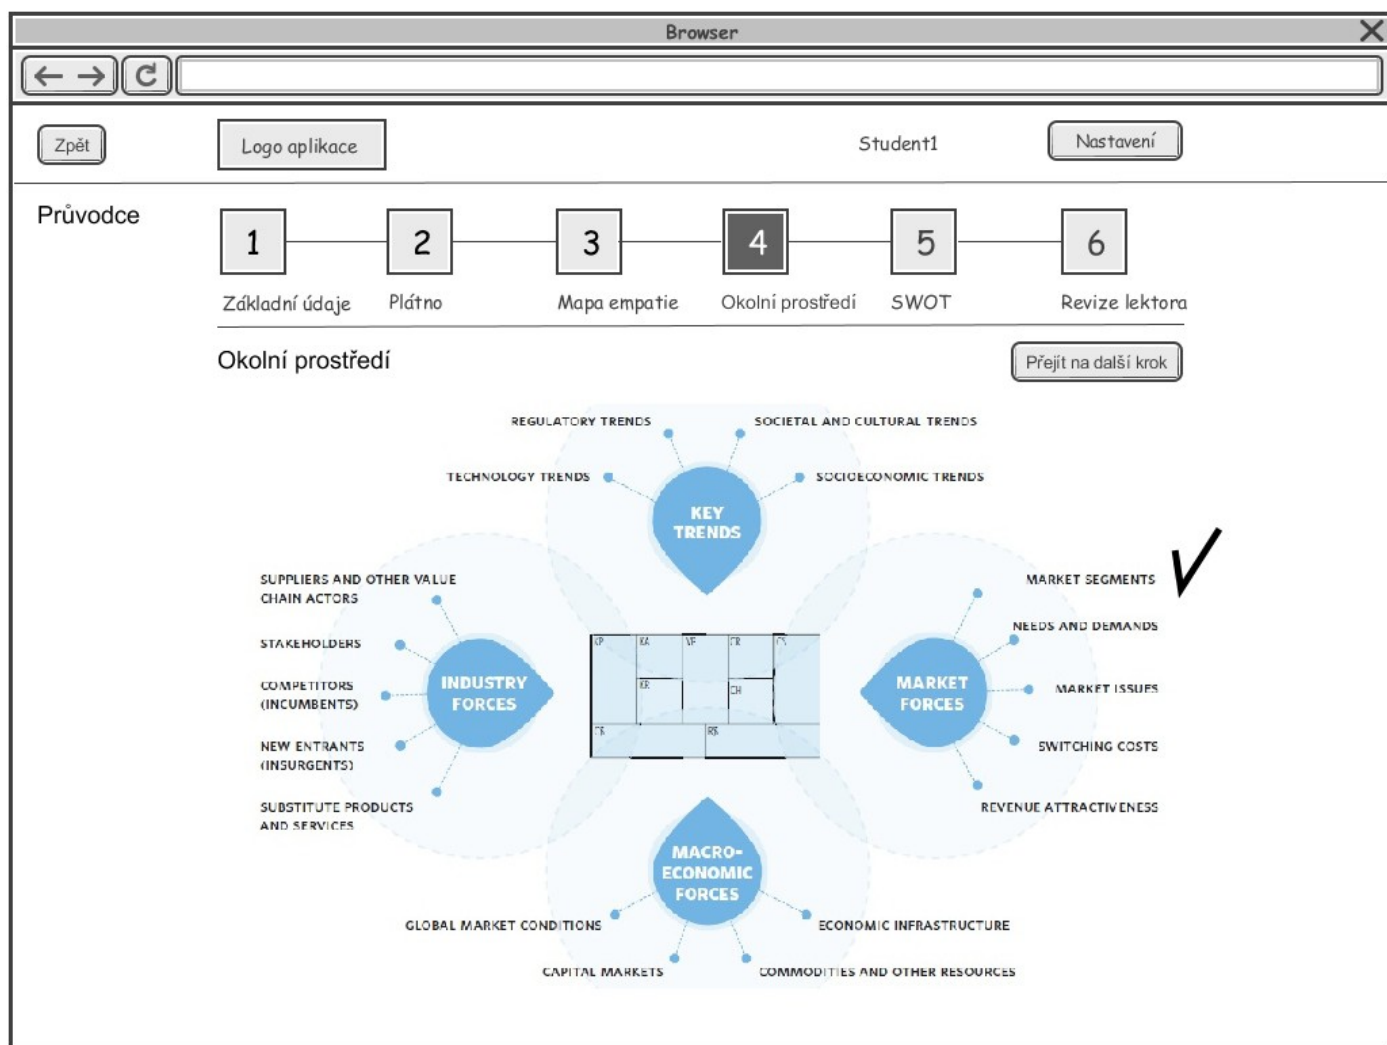 Browser
Zpět
Logo aplikace
Student1
Nastavení
Průvodce
1
2
3
4
5
6
Základní údaje
Plátno
Mapa empatie
Okolní prostředí
SWOT
Revize lektora
Okolní prostředí
Přejít na další krok
REGULATORY TRENDS
SOCIETAL AND CULTURAL TRENDS
TECHNOLOGY TRENDS
SOCIOECONOMIC TRENDS
KEY
TRENDS
SUPPLIERS AND OTHER VALUE
CHAIN ACTORS
STAKEHOLDERS
COMPETITORS
(INCUMBENTS)
NEW ENTRANTS
(INSURGENTS)
SUBSTITUTE PRODUCTS
AND SERVICES
INDUSTRY
FORCES
KA
CR
KR
CH
MARKET
FORCES
MARKET SEGMENTS
NEEDS AND DEMANDS
MARKET ISSUES
SWITCHING COSTS
REVENUE ATTRACTIVENESS
MACRO-
ECONOMIC
FORCES
GLOBAL MARKET CONDITIONS
ECONOMIC INFRASTRUCTURE
CAPITAL MARKETS
COMMODITIES AND OTHER RESOURCES